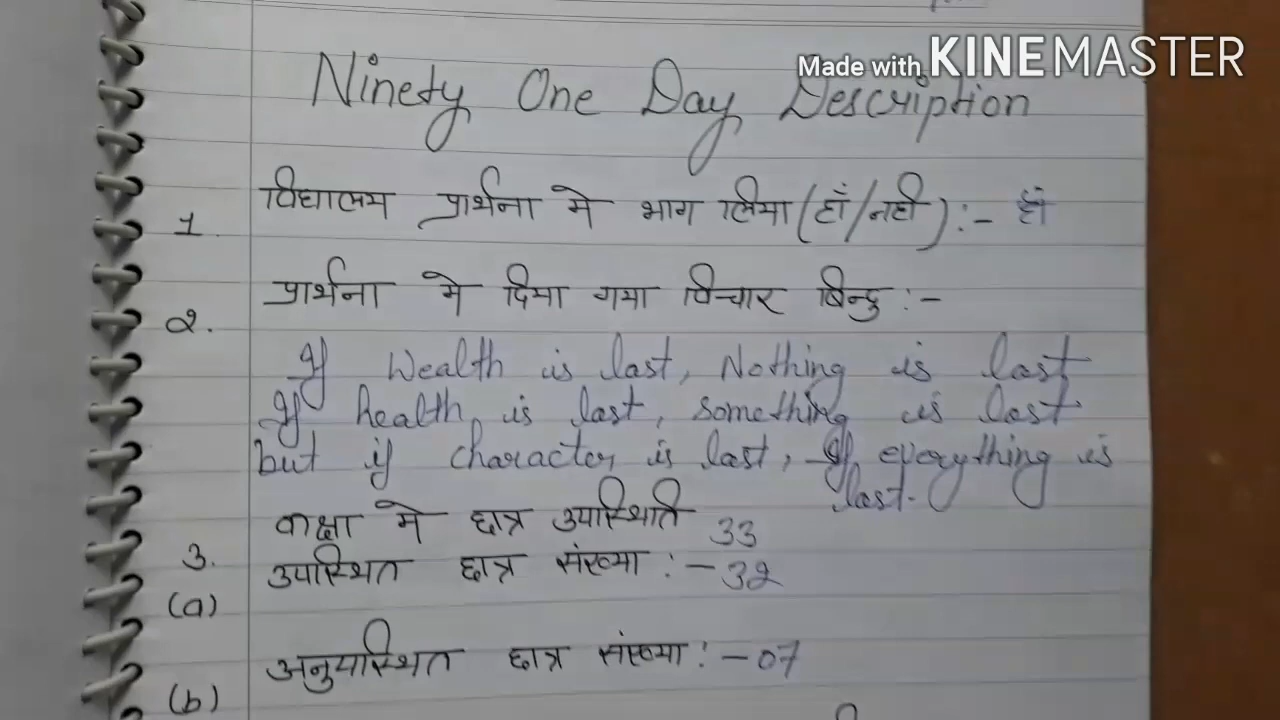 Made with KINEMASTER
Ninety One Day Description
1. विद्यालय प्रार्थना मे भाग लिया (हाँ/नही) :- हाँ
2. प्रार्थना मे दिया गया विचार बिन्दु :-
If Wealth is last, Nothing is last
If health is last, something is last
but if character is last, If everything is
last.
3. कक्षा मे छात्र उपस्थिति 33
(a) उपस्थित छात्र संख्या :- 32
(b) अनुपस्थित छात्र संख्या :- 07